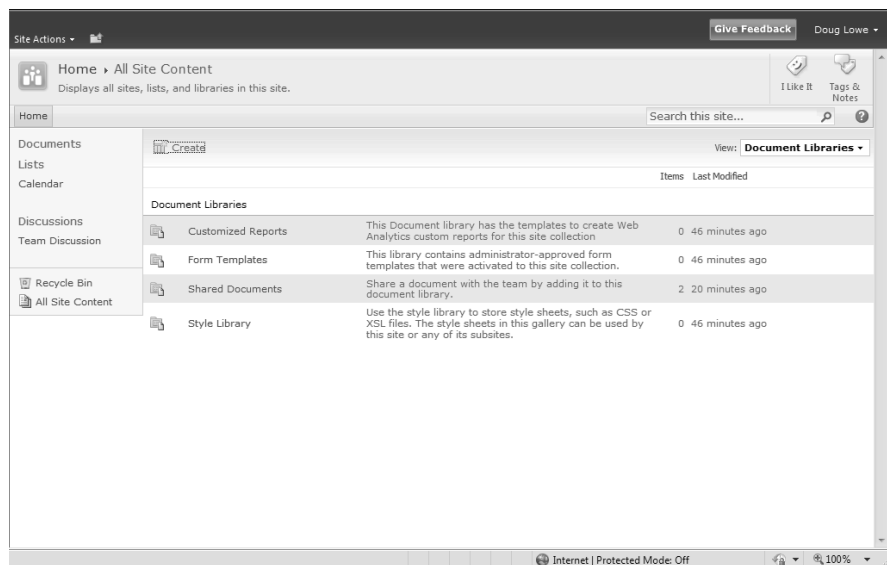 Give Feedback Doug Lowe
Site Actions
Home All Site Content
Displays all sites, lists, and libraries in this site.
I Like It Tags &
Notes
Home Search this site...
Documents
Lists
Calendar
Discussions
Team Discussion
Recycle Bin
All Site Content
Create View: Document Libraries
Items Last Modified
Document Libraries
Customized Reports This Document library has the templates to create Web
Analytics custom reports for this site collection 0 46 minutes ago
Form Templates This library contains administrator-approved form
templates that were activated to this site collection. 0 46 minutes ago
Shared Documents Share a document with the team by adding it to this
document library. 2 20 minutes ago
Style Library Use the style library to store style sheets, such as CSS or
XSL files. The style sheets in this gallery can be used by 0 46 minutes ago
this site or any of its subsites.
Internet | Protected Mode: Off 100%